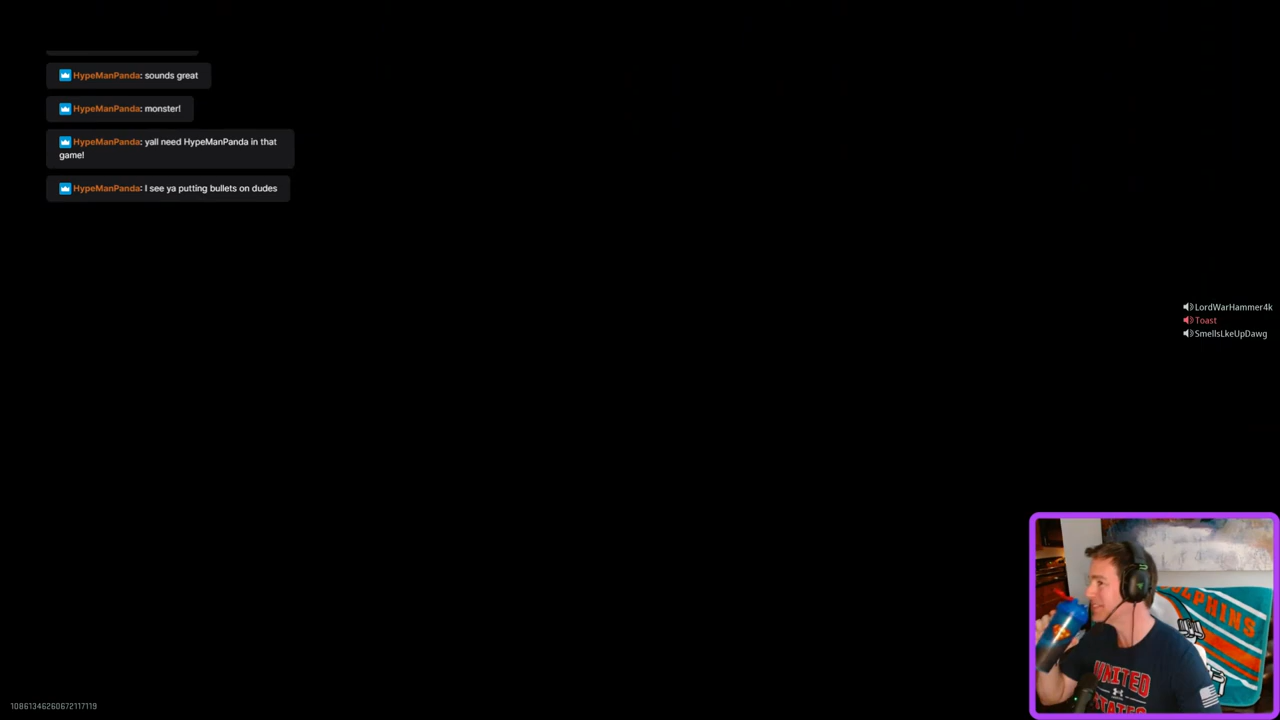 HypeManPanda: sounds great
HypeManPanda: monster!
HypeManPanda: yall need HypeManPanda in that
game!
HypeManPanda: I see ya putting bullets on dudes
LordWarHammer4k
Toast
SmellsLkeUpDawg
DOLPHINS
UNITED
STATES
10861346260672117119